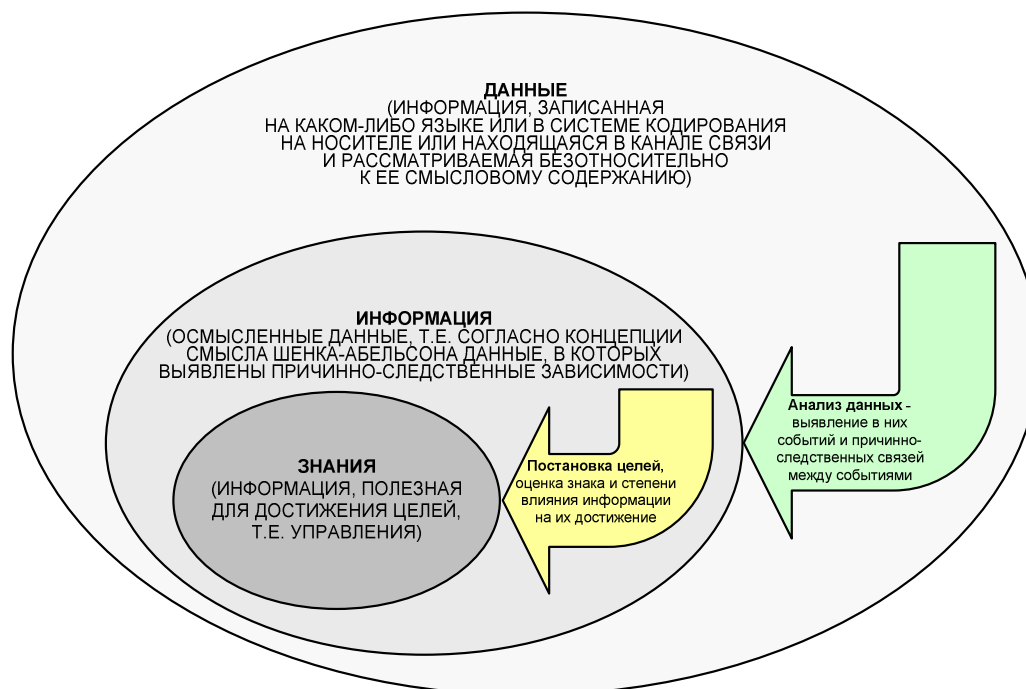 ДАННЫЕ
(ИНФОРМАЦИЯ, ЗАПИСАННАЯ
НА КАКОМ-ЛИБО ЯЗЫКЕ ИЛИ В СИСТЕМЕ КОДИРОВАНИЯ
НА НОСИТЕЛЕ ИЛИ НАХОДЯЩАЯСЯ В КАНАЛЕ СВЯЗИ
И РАССМАТРИВАЕМАЯ БЕЗОТНОСИТЕЛЬНО
К ЕЕ СМЫСЛОВОМУ СОДЕРЖАНИЮ)
ИНФОРМАЦИЯ
(ОСМЫСЛЕННЫЕ ДАННЫЕ, Т.Е. СОГЛАСНО КОНЦЕПЦИИ
СМЫСЛА ШЕНКА-АБЕЛЬСОНА ДАННЫЕ, В КОТОРЫХ
ВЫЯВЛЕНЫ ПРИЧИННО-СЛЕДСТВЕННЫЕ ЗАВИСИМОСТИ)
Анализ данных -
выявление в них
событий и причинно-
следственных связей
между событиями
ЗНАНИЯ
(ИНФОРМАЦИЯ, ПОЛЕЗНАЯ
ДЛЯ ДОСТИЖЕНИЯ ЦЕЛЕЙ,
Т.Е. УПРАВЛЕНИЯ)
Постановка целей,
оценка знака и степени
влияния информации
на их достижение